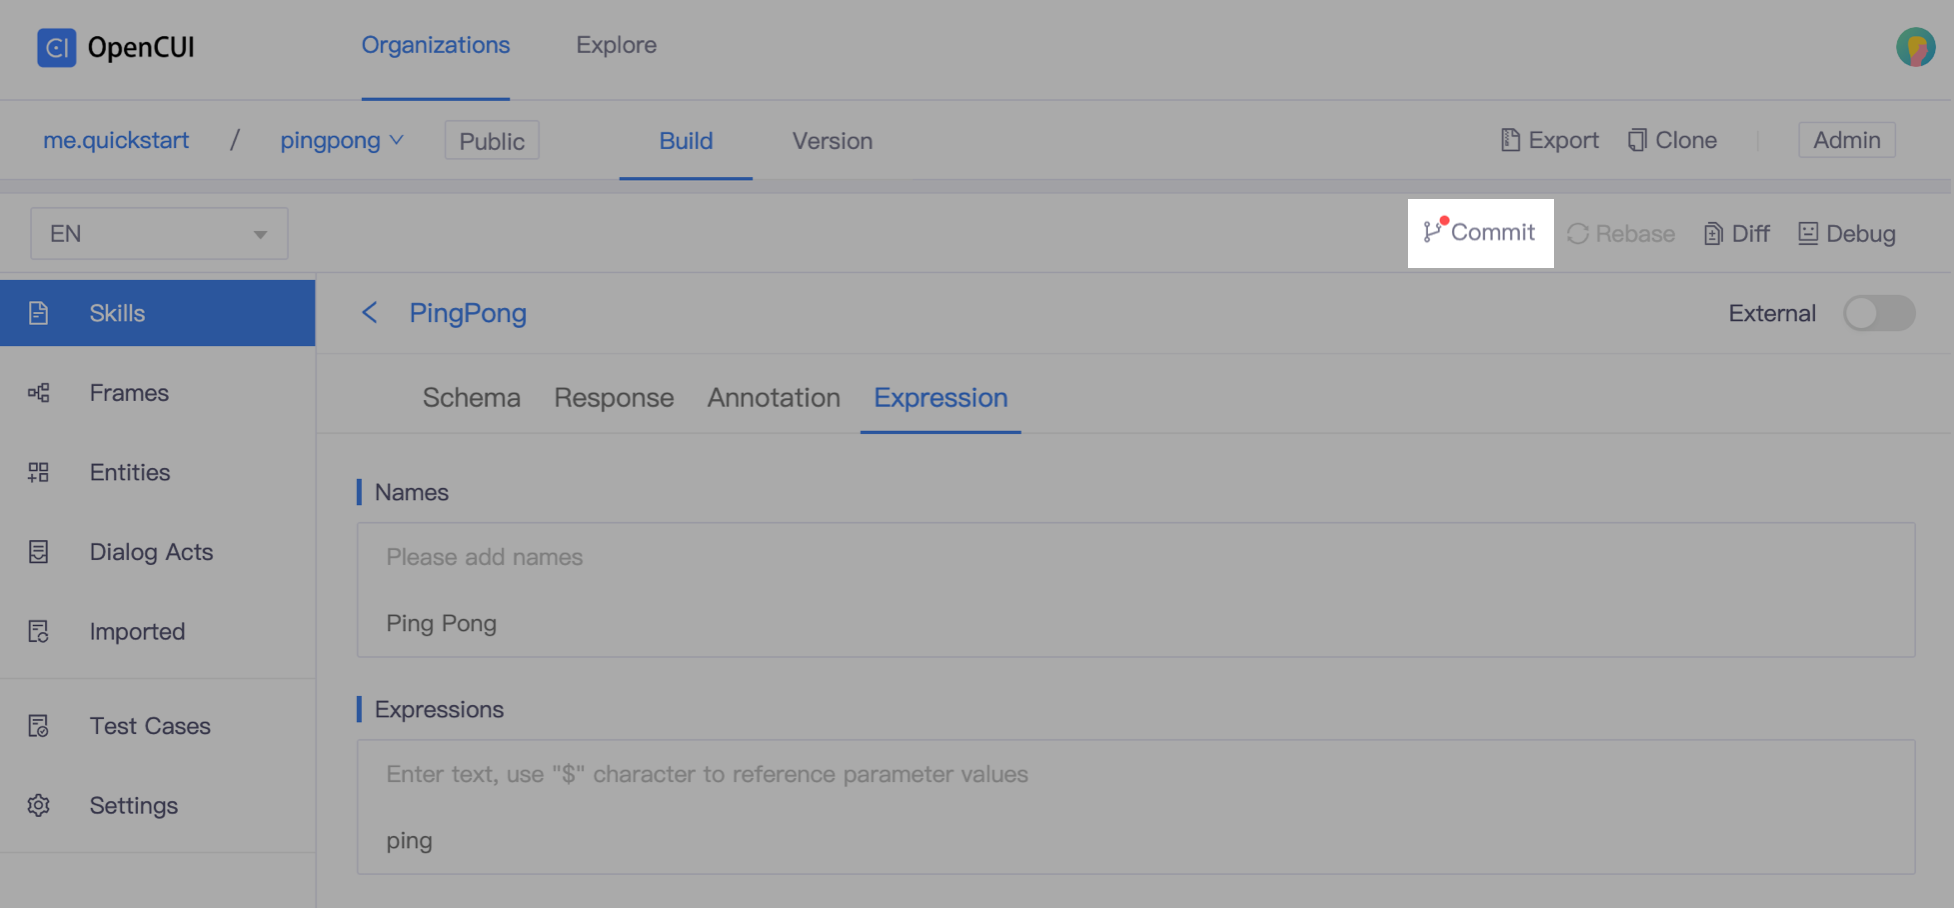 OpenCUI
Organizations
Explore
me.quickstart / pingpong
Public
Build
Version
Export
Clone
Admin
EN
Commit
Rebase
Diff
Debug
Skills
PingPong
External
Frames
Schema
Response
Annotation
Expression
Entities
Names
Dialog Acts
Please add names
Imported
Ping Pong
Test Cases
Expressions
Settings
Enter text, use "$" character to reference parameter values
ping